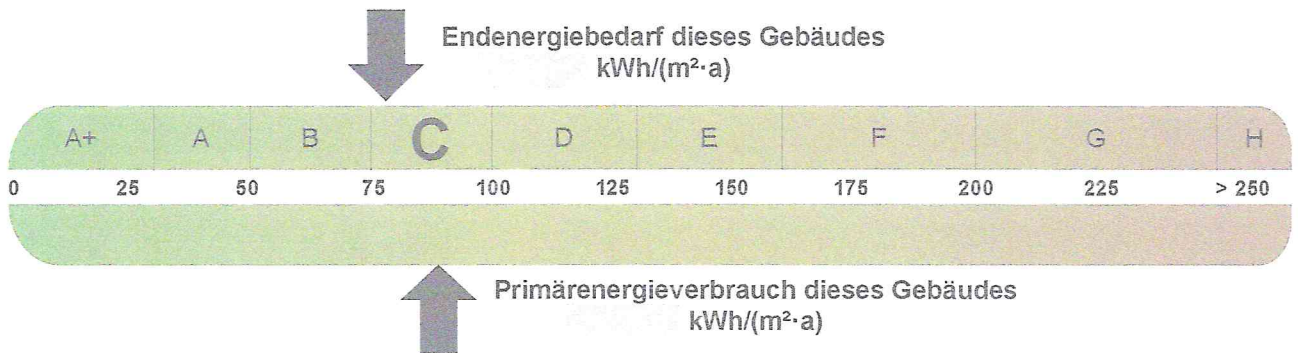 Endenergiebedarf dieses Gebäudes
kWh/(m²·a)
A+ A B C D E F G H
0 25 50 75 100 125 150 175 200 225 > 250
Primärenergieverbrauch dieses Gebäudes
kWh/(m²·a)